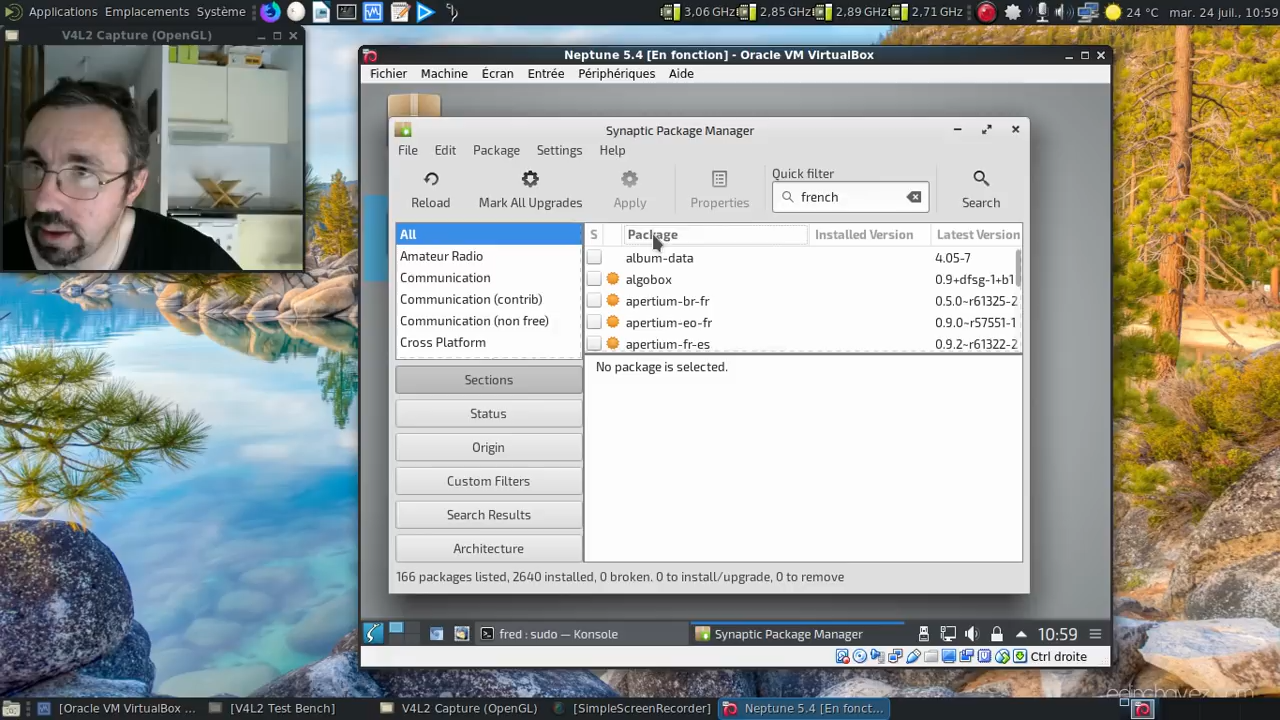 Applications Emplacements Système
3,06 GHz 2,85 GHz 2,89 GHz 2,71 GHz
24 °C mar. 24 juil., 10:59
V4L2 Capture (OpenGL)
Neptune 5.4 [En fonction] - Oracle VM VirtualBox
Fichier Machine Écran Entrée Périphériques Aide
Synaptic Package Manager
File Edit Package Settings Help
Quick filter
french
Reload Mark All Upgrades Apply Properties Search
All
Amateur Radio
Communication
Communication (contrib)
Communication (non free)
Cross Platform
S Package Installed Version Latest Version
album-data 4.05-7
algobox 0.9+dfsg-1+b1
apertium-br-fr 0.5.0~r61325-2
apertium-eo-fr 0.9.0~r57551-1
apertium-fr-es 0.9.2~r61322-2
No package is selected.
Sections
Status
Origin
Custom Filters
Search Results
Architecture
166 packages listed, 2640 installed, 0 broken. 0 to install/upgrade, 0 to remove
fred : sudo — Konsole
Synaptic Package Manager
10:59
Ctrl droite
[Oracle VM VirtualBox ...
[V4L2 Test Bench]
V4L2 Capture (OpenGL)
[SimpleScreenRecorder]
Neptune 5.4 [En fonct...